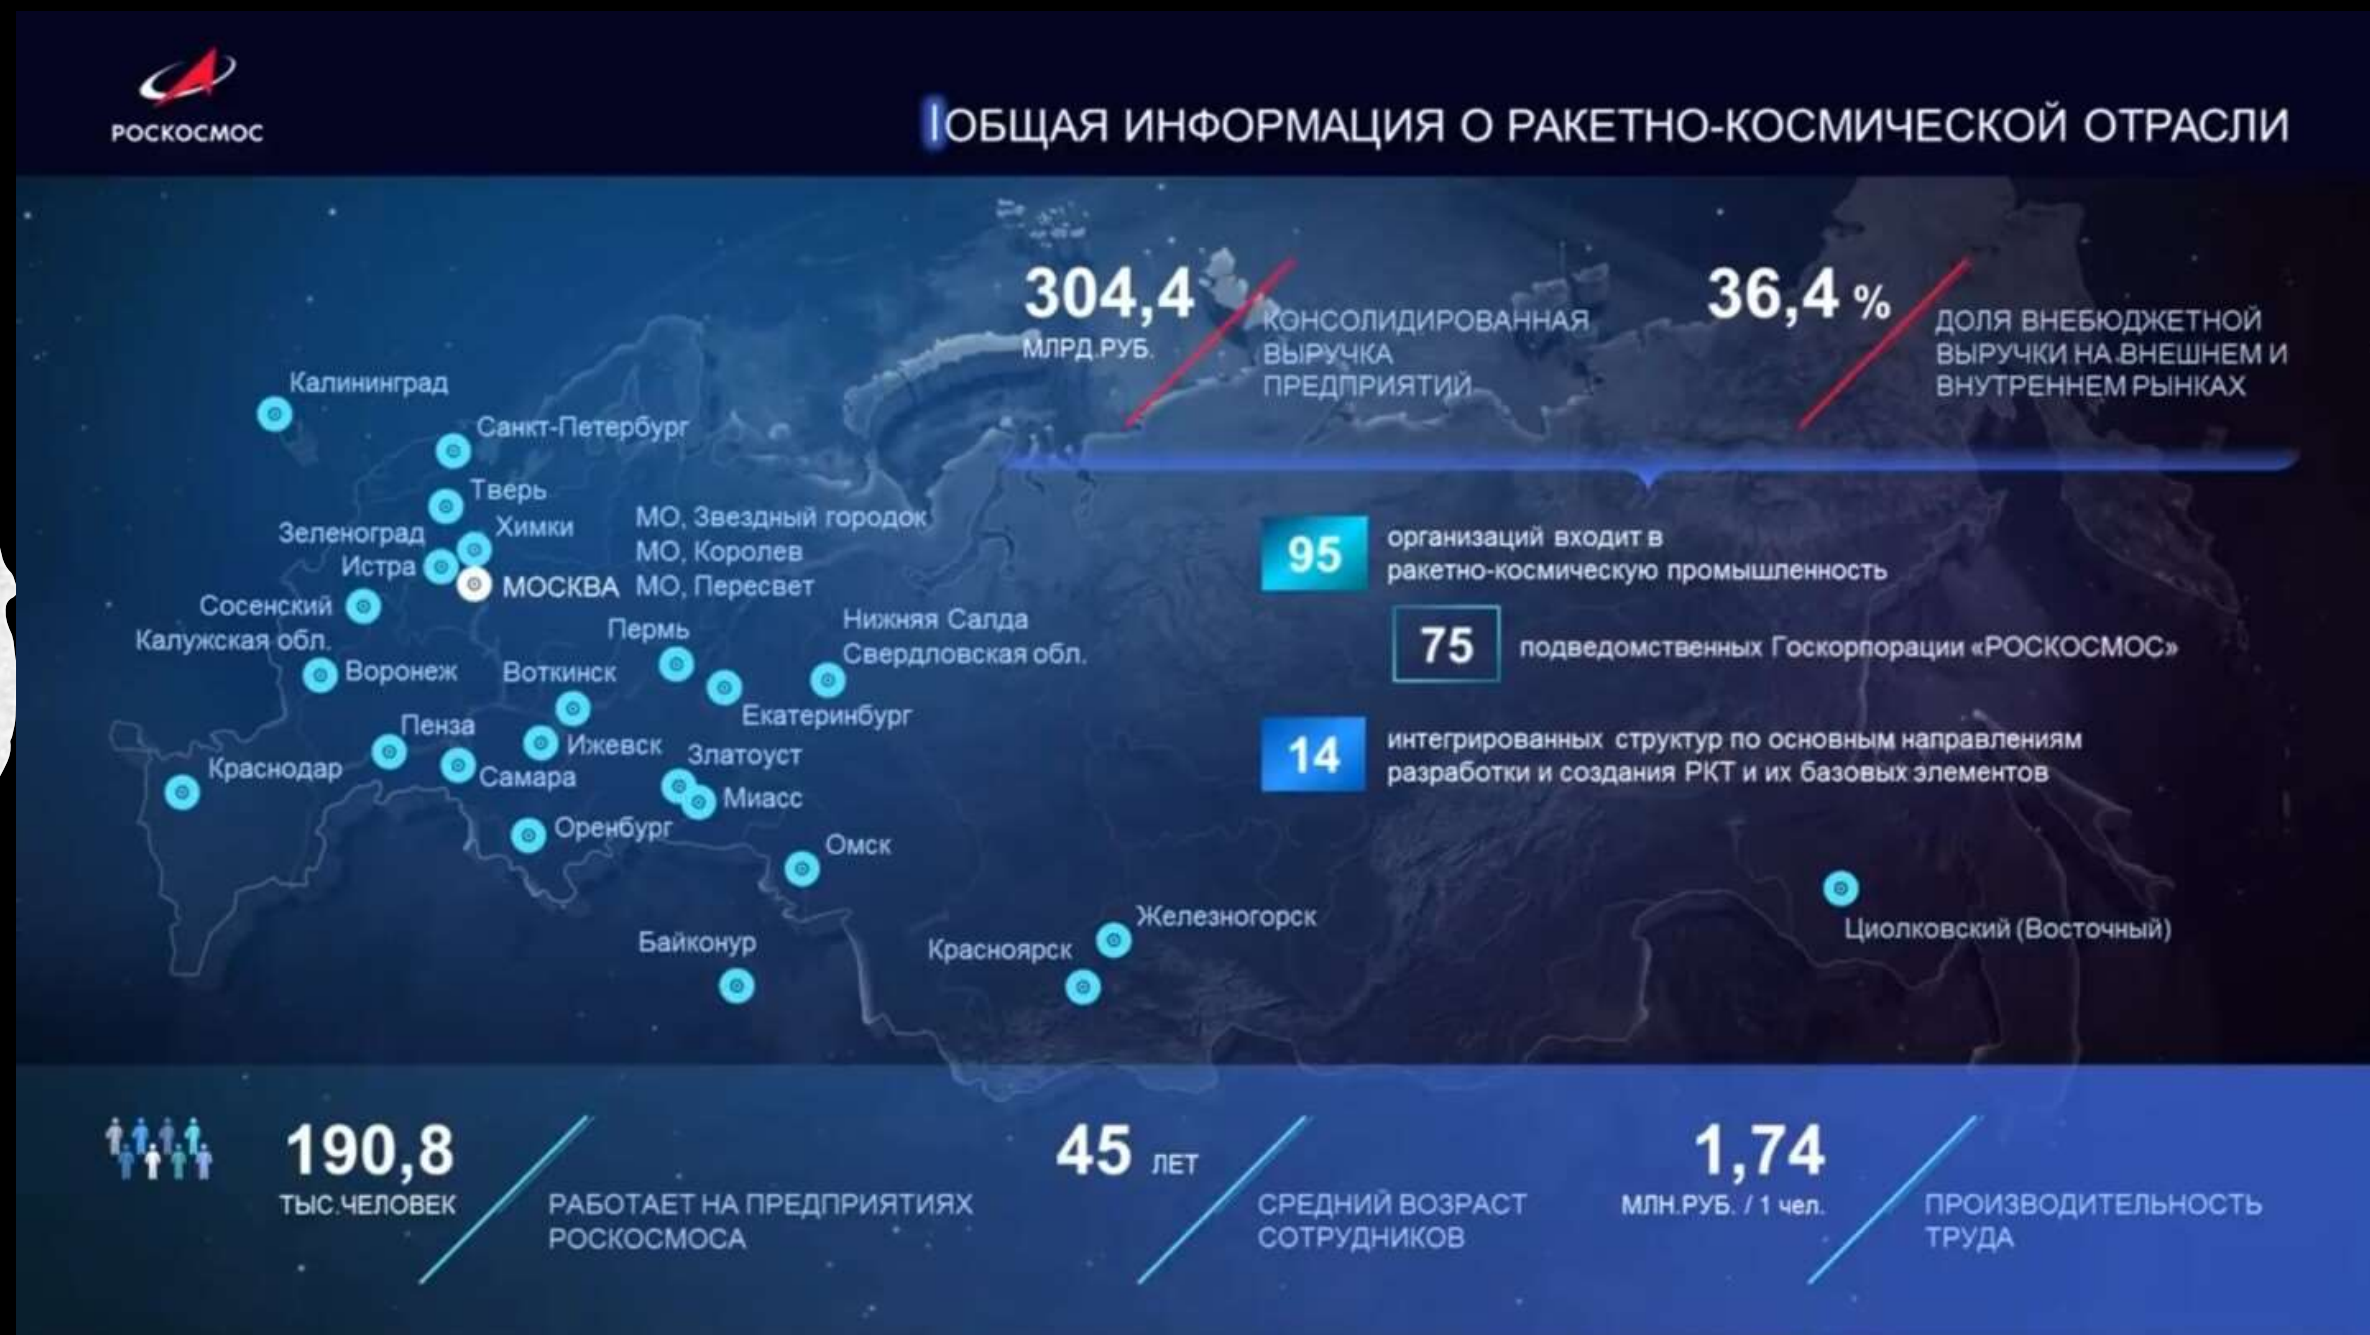 РОСКОСМОС
ОБЩАЯ ИНФОРМАЦИЯ О РАКЕТНО-КОСМИЧЕСКОЙ ОТРАСЛИ
304,4
МЛРД.РУБ.
КОНСОЛИДИРОВАННАЯ
ВЫРУЧКА
ПРЕДПРИЯТИЙ
36,4 %
ДОЛЯ ВНЕБЮДЖЕТНОЙ
ВЫРУЧКИ НА ВНЕШНЕМ И
ВНУТРЕННЕМ РЫНКАХ
Калининград
Санкт-Петербург
Тверь
Химки
Зеленоград
Истра
МОСКВА
МО, Звездный городок
МО, Королев
МО, Пересвет
Сосенский
Калужская обл.
Воронеж
Воткинск
Пермь
Нижняя Салда
Свердловская обл.
Екатеринбург
Пенза
Ижевск
Краснодар
Самара
Златоуст
Миасс
Оренбург
Омск
Байконур
Красноярск
Железногорск
Циолковский (Восточный)
95
организаций входит в
ракетно-космическую промышленность
75
подведомственных Госкорпорации «РОСКОСМОС»
14
интегрированных структур по основным направлениям
разработки и создания РКТ и их базовых элементов
190,8
ТЫС.ЧЕЛОВЕК
РАБОТАЕТ НА ПРЕДПРИЯТИЯХ
РОСКОСМОСА
45 ЛЕТ
СРЕДНИЙ ВОЗРАСТ
СОТРУДНИКОВ
1,74
МЛН.РУБ. / 1 чел.
ПРОИЗВОДИТЕЛЬНОСТЬ
ТРУДА